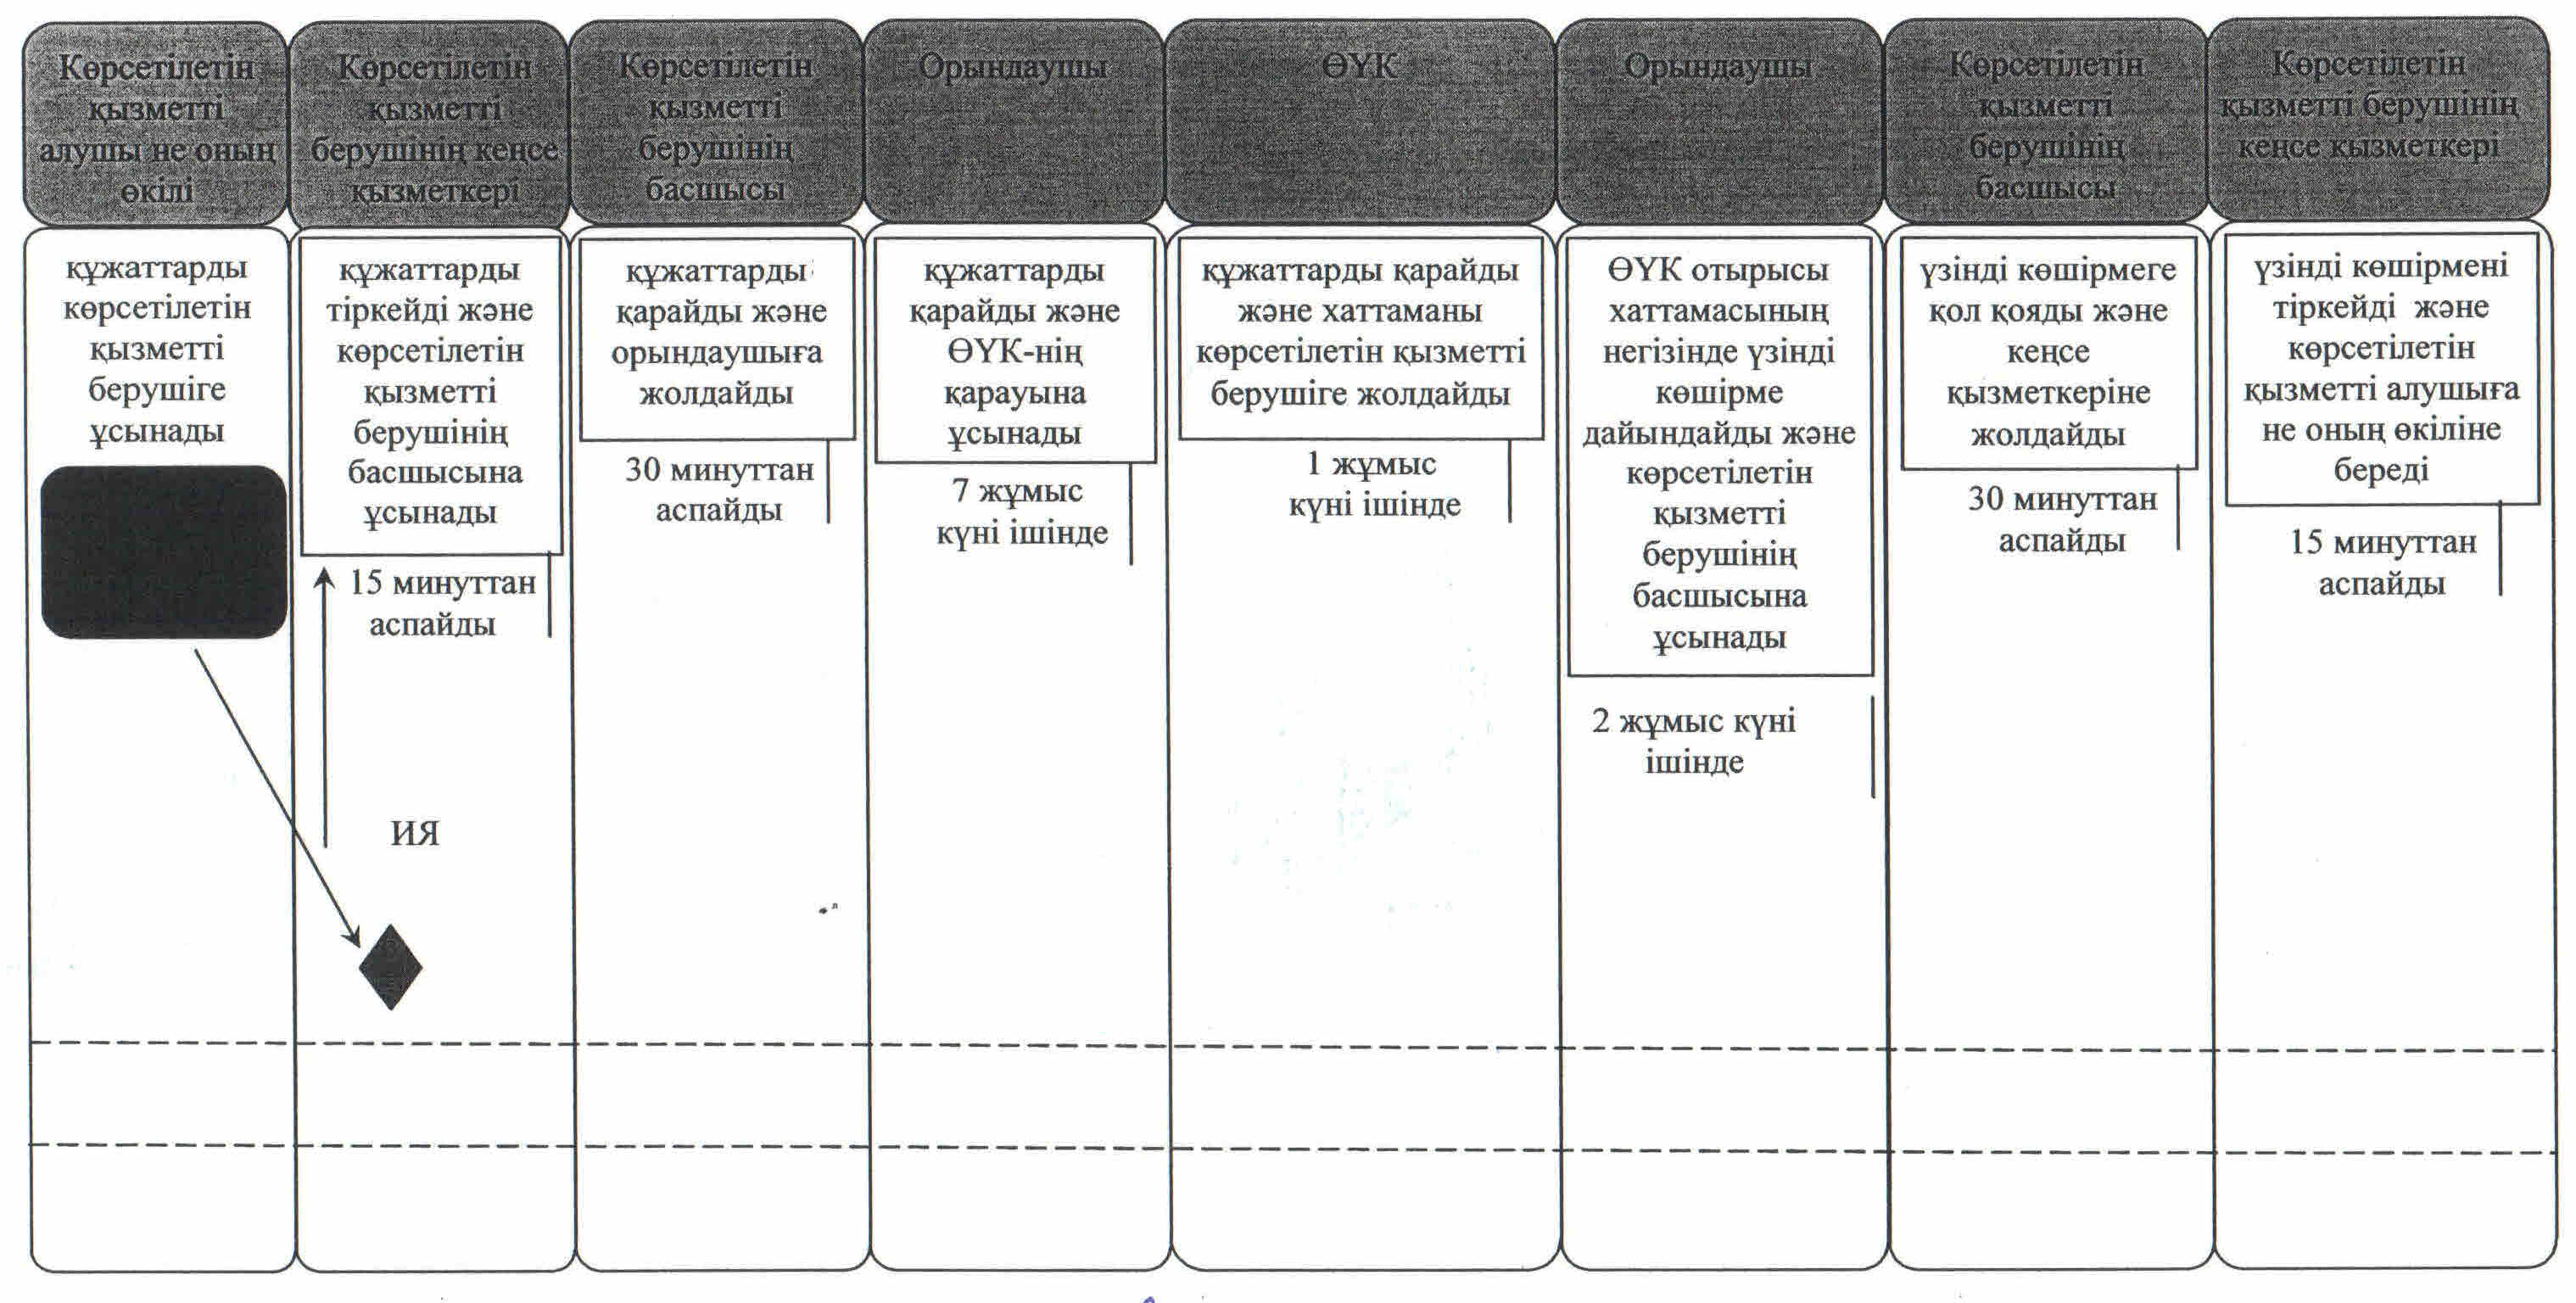 Көрсетілетін
қызметті
алушы не оның
өкілі
Көрсетілетін
қызметті
берушінің кеңсе
қызметкері
Көрсетілетін
қызметті
берушінің
басшысы
Орындаушы
ӨҮК
Орындаушы
Көрсетілетін
қызметті
берушінің
басшысы
Көрсетілетін
қызметті берушінің
кеңсе қызметкері
құжаттарды
көрсетілетін
қызметті
берушіге
ұсынады
құжаттарды
тіркейді және
көрсетілетін
қызметті
берушінің
басшысына
ұсынады
15 минуттан
аспайды
ИЯ
құжаттарды
қарайды және
орындаушыға
жолдайды
30 минуттан
аспайды
құжаттарды
қарайды және
ӨҮК-нің
қарауына
ұсынады
7 жұмыс
күні ішінде
құжаттарды қарайды
және хаттаманы
көрсетілетін қызметті
берушіге жолдайды
1 жұмыс
күні ішінде
ӨҮК отырысы
хаттамасының
негізінде үзінді
көшірме
дайындайды және
көрсетілетін
қызметті
берушінің
басшысына
ұсынады
2 жұмыс күні
ішінде
үзінді көшірмеге
қол қояды және
кеңсе
қызметкеріне
жолдайды
30 минуттан
аспайды
үзінді көшірмені
тіркейді және
көрсетілетін
қызметті алушыға
не оның өкіліне
береді
15 минуттан
аспайды